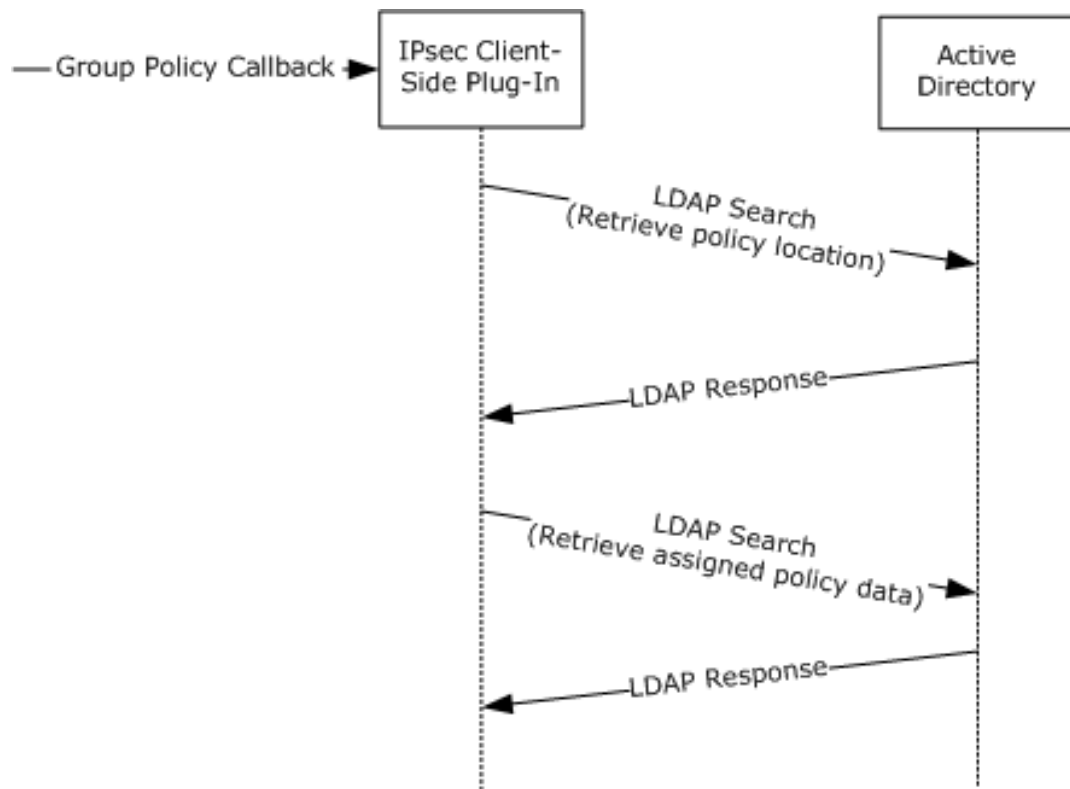 Group Policy Callback
IPsec Client-
Side Plug-In
Active
Directory
LDAP Search
(Retrieve policy location)
LDAP Response
LDAP Search
(Retrieve assigned policy data)
LDAP Response